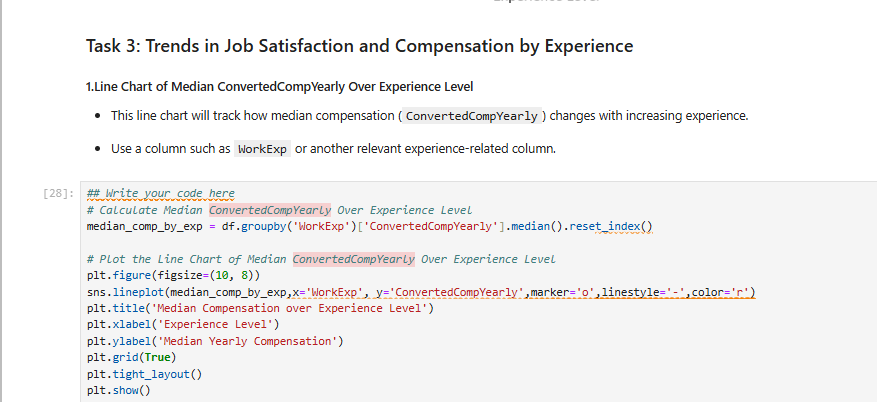 Task 3: Trends in Job Satisfaction and Compensation by Experience
1.Line Chart of Median ConvertedCompYearly Over Experience Level
• This line chart will track how median compensation ( ConvertedCompYearly ) changes with increasing experience.
• Use a column such as WorkExp or another relevant experience-related column.
[28]: ## Write your code here
# Calculate Median ConvertedCompYearly Over Experience Level
median_comp_by_exp = df.groupby('WorkExp')['ConvertedCompYearly'].median().reset_index()
# Plot the Line Chart of Median ConvertedCompYearly Over Experience Level
plt.figure(figsize=(10, 8))
sns.lineplot(median_comp_by_exp,x='WorkExp', y='ConvertedCompYearly',marker='o',linestyle='-',color='r')
plt.title('Median Compensation over Experience Level')
plt.xlabel('Experience Level')
plt.ylabel('Median Yearly Compensation')
plt.grid(True)
plt.tight_layout()
plt.show()